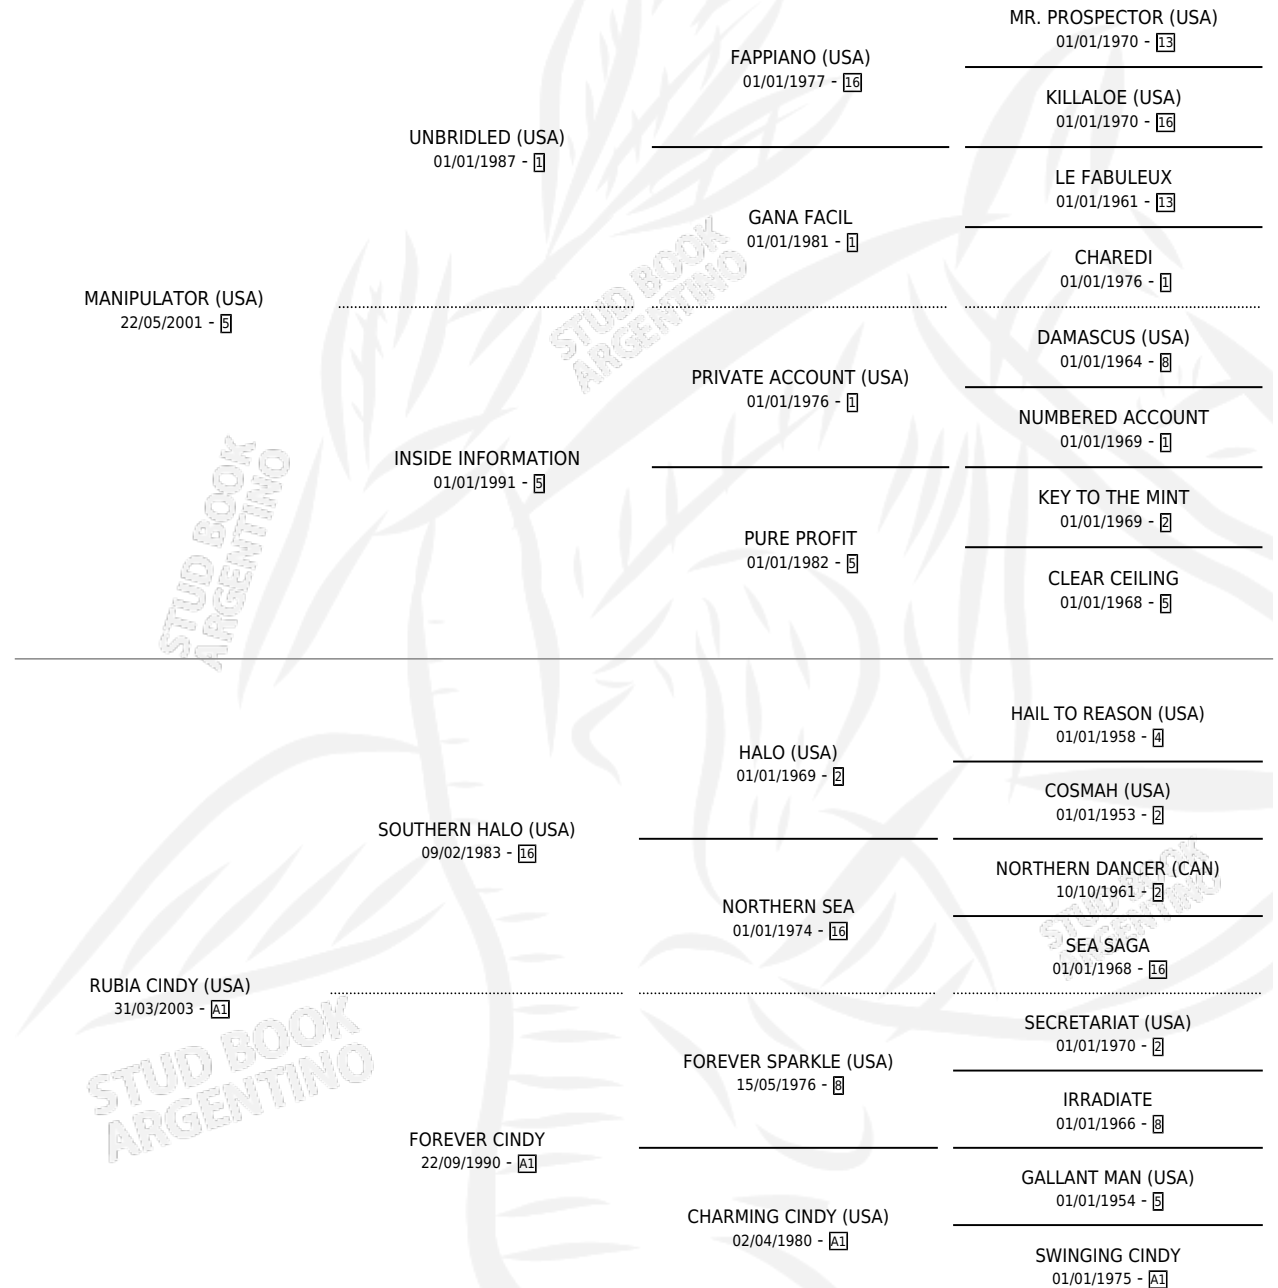 MR. PROSPECTOR (USA)
01/01/1970 - 13
FAPPIANO (USA)
01/01/1977 - 16
KILLALOE (USA)
01/01/1970 - 16
UNBRIDLED (USA)
01/01/1987 - 1
LE FABULEUX
01/01/1961 - 13
GANA FACIL
01/01/1981 - 1
CHAREDI
01/01/1976 - 1
MANIPULATOR (USA)
22/05/2001 - 5
DAMASCUS (USA)
01/01/1964 - 8
PRIVATE ACCOUNT (USA)
01/01/1976 - 1
NUMBERED ACCOUNT
01/01/1969 - 1
INSIDE INFORMATION
01/01/1991 - 5
KEY TO THE MINT
01/01/1969 - 2
PURE PROFIT
01/01/1982 - 5
CLEAR CEILING
01/01/1968 - 5
HAIL TO REASON (USA)
01/01/1958 - 4
HALO (USA)
01/01/1969 - 2
COSMAH (USA)
01/01/1953 - 2
SOUTHERN HALO (USA)
09/02/1983 - 16
NORTHERN DANCER (CAN)
10/10/1961 - 2
NORTHERN SEA
01/01/1974 - 16
SEA SAGA
01/01/1968 - 16
RUBIA CINDY (USA)
31/03/2003 - A1
SECRETARIAT (USA)
01/01/1970 - 2
FOREVER SPARKLE (USA)
15/05/1976 - 8
IRRADIATE
01/01/1966 - 8
FOREVER CINDY
22/09/1990 - A1
GALLANT MAN (USA)
01/01/1954 - 5
CHARMING CINDY (USA)
02/04/1980 - A1
SWINGING CINDY
01/01/1975 - A1
STUD BOOK
ARGENTINO
STUD BOOK
ARGENTINO
STUD BOOK
ARGENTINO
STUD BOOK
ARGENTINO